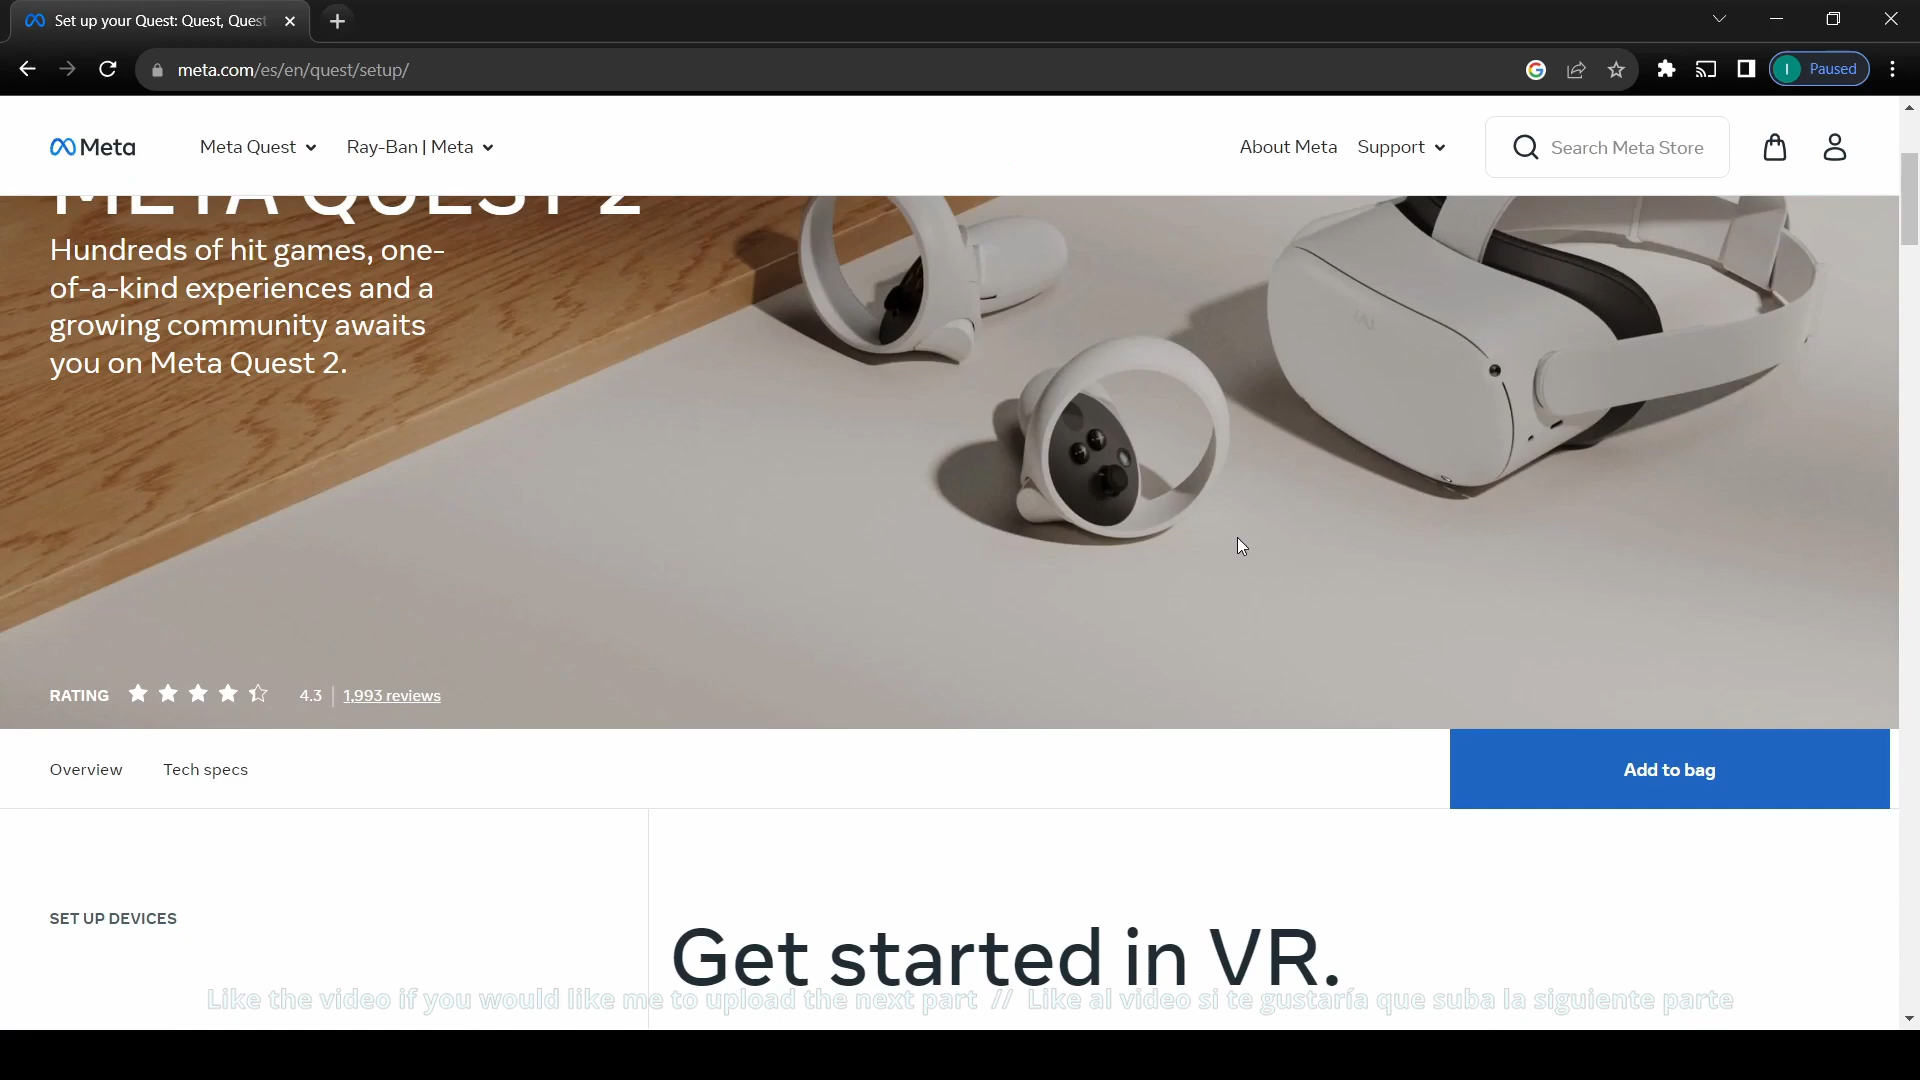 Set up your Quest: Quest, Quest
meta.com/es/en/quest/setup/
I Paused
Meta
Meta Quest
Ray-Ban | Meta
About Meta
Support
Search Meta Store
META QUEST 2
Hundreds of hit games, one-
of-a-kind experiences and a
growing community awaits
you on Meta Quest 2.
RATING
4.3
1,993 reviews
Overview
Tech specs
Add to bag
SET UP DEVICES
Get started in VR.
Like the video if you would like me to upload the next part // Like al video si te gustaría que suba la siguiente parte